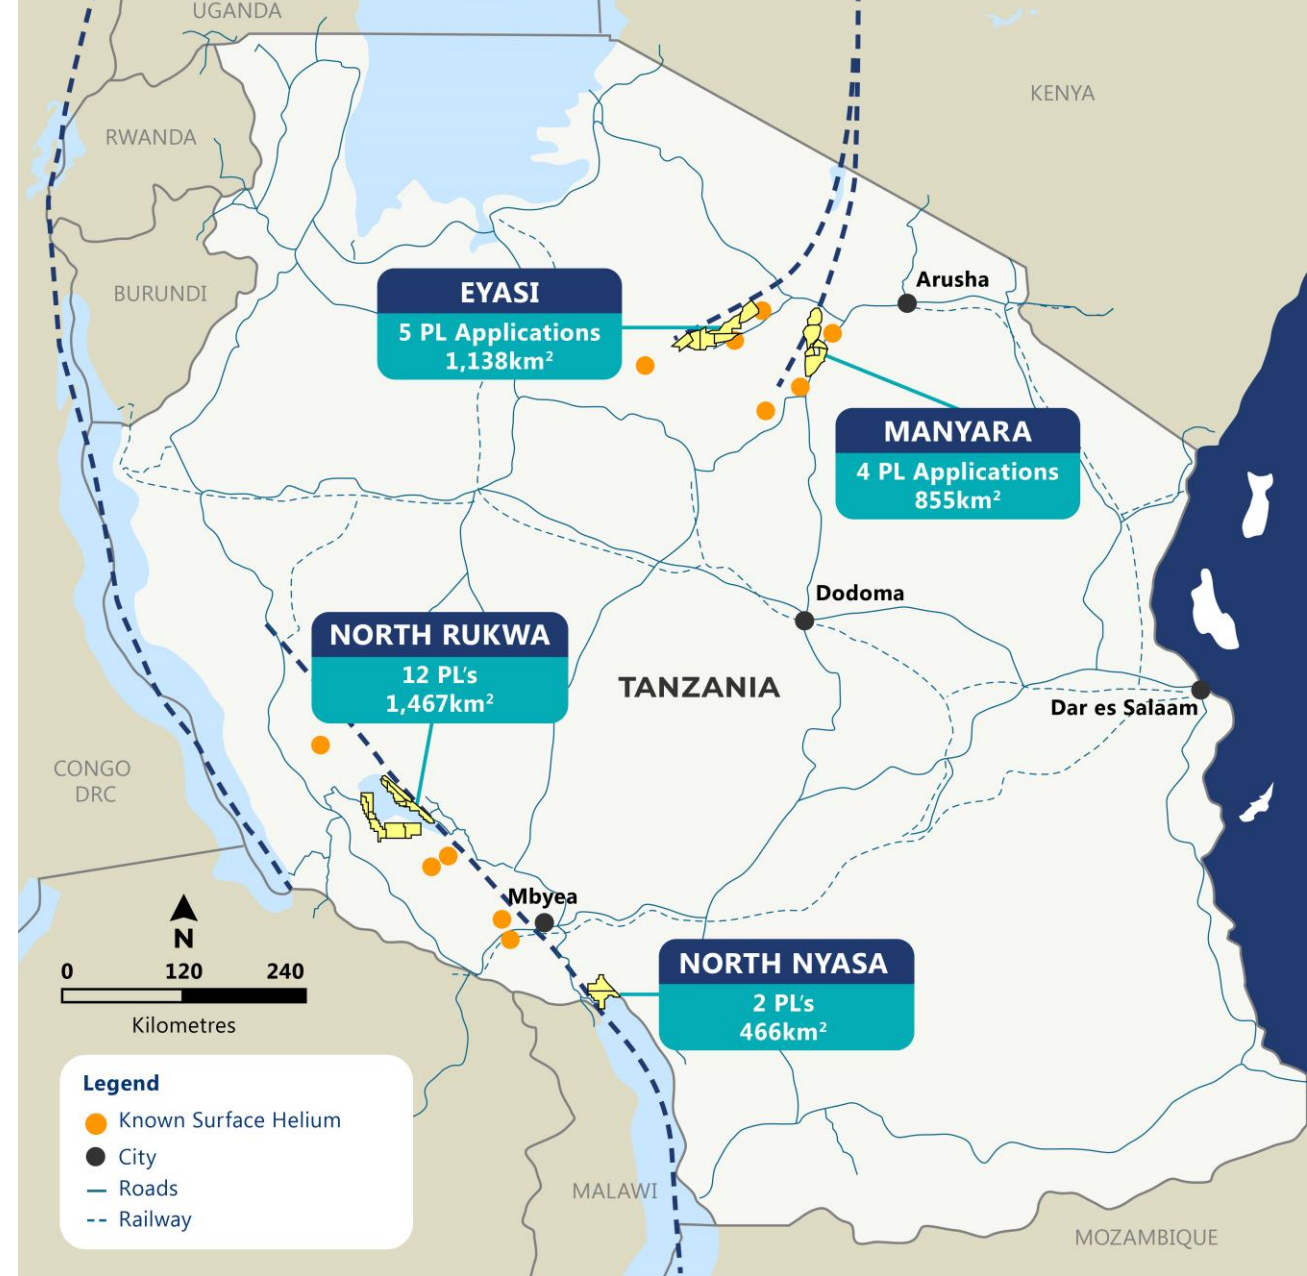 UGANDA
KENYA
RWANDA
BURUNDI
Arusha
EYASI
5 PL Applications
1,138km²
MANYARA
4 PL Applications
855km²
Dodoma
NORTH RUKWA
12 PL's
1,467km²
TANZANIA
Dar es Salaam
CONGO
DRC
Mbyea
N
0 120 240
Kilometres
NORTH NYASA
2 PL's
466km²
Legend
Known Surface Helium
City
Roads
Railway
MALAWI
MOZAMBIQUE